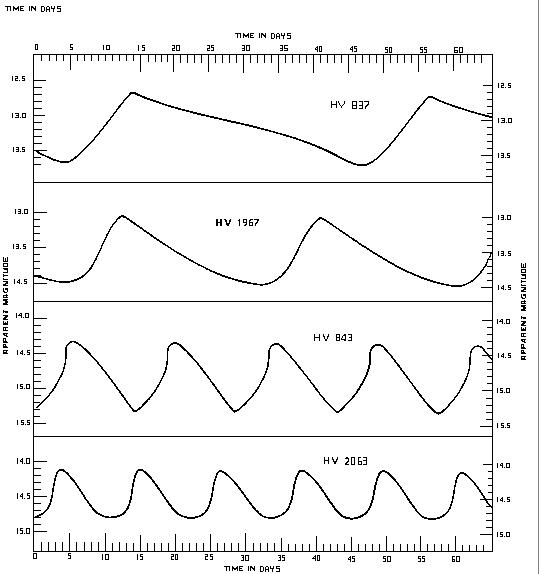 TIME IN DAYS
TIME IN DAYS
0 5 10 15 20 25 30 35 40 45 50 55 60
12.5 12.5
HV 837
13.0 13.0
13.5 13.5
13.0 13.0
HV 1967
13.5 13.5
14.5 14.5
APPARENT MAGNITUDE APPARENT MAGNITUDE
14.0 14.0
HV 843
14.5 14.5
15.0 15.0
15.5 15.5
HV 2063
14.0 14.0
14.5 14.5
15.0 15.0
0 5 10 15 20 25 30 35 40 45 50 55 60
TIME IN DAYS